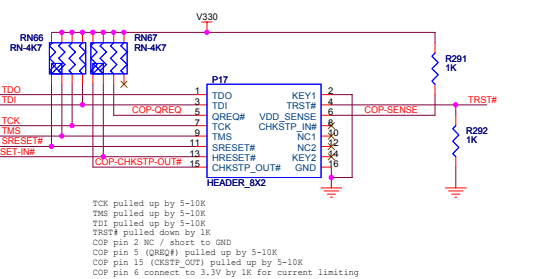 V330
RN66
RN-4K7
RN67
RN-4K7
R291
1K
P17
TDO 1 TDO KEY1 2
TDI 3 TDI TRST# 4 TRST#
COP-QREQ 5 QREQ# VDD_SENSE 6 COP-SENSE
TCK 7 TCK CHKSTP_IN# 8
TMS 9 TMS NC1 10
SRESET# 11 SRESET# NC2 12
SET-IN# 13 HRESET# KEY2 14
COP-CHKSTP-OUT# 15 CHKSTP_OUT# GND 16
R292
1K
HEADER_8X2
TCK pulled up by 5-10K
TMS pulled up by 5-10K
TDI pulled up by 5-10K
TRST# pulled down by 1K
COP pin 2 NC / short to GND
COP pin 5 (QREQ#) pulled up by 5-10K
COP pin 15 (CKSTP_OUT) pulled up by 5-10K
COP pin 6 connect to 3.3V by 1K for current limiting